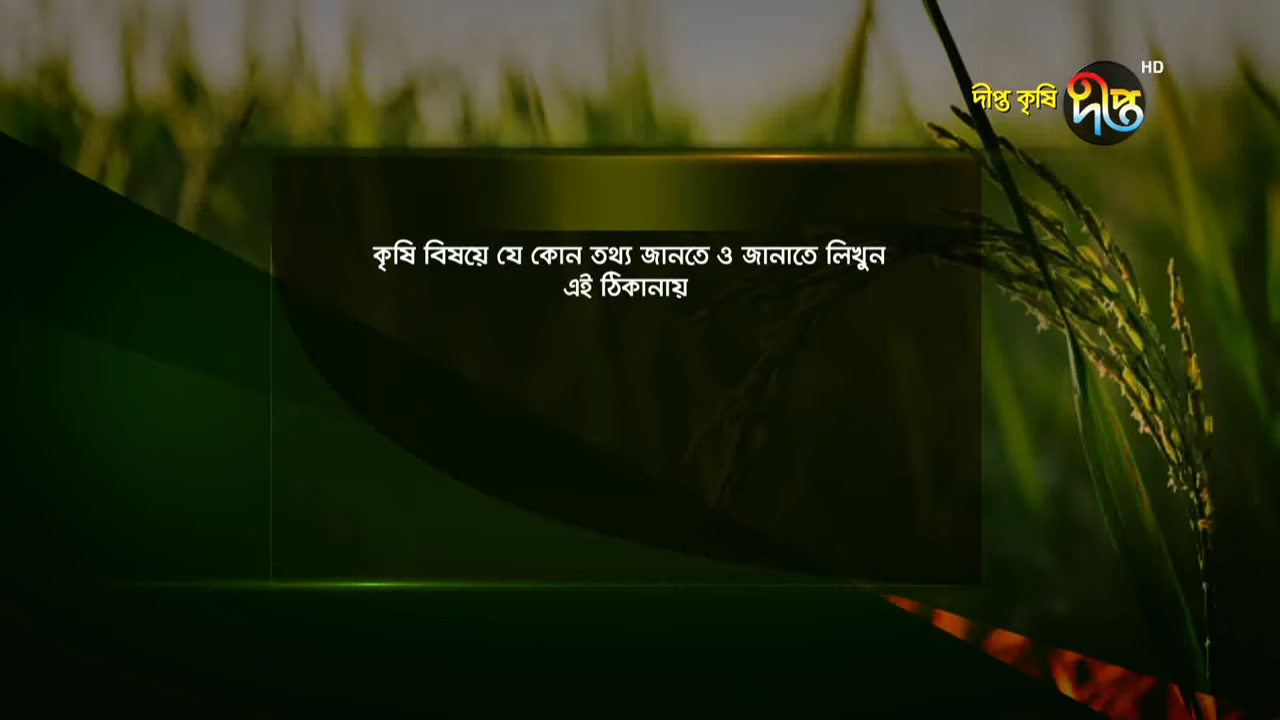 HD
দীপ্ত কৃষি
দীপ্ত
কৃষি বিষয়ে যে কোন তথ্য জানতে ও জানাতে লিখুন
এই ঠিকানায়